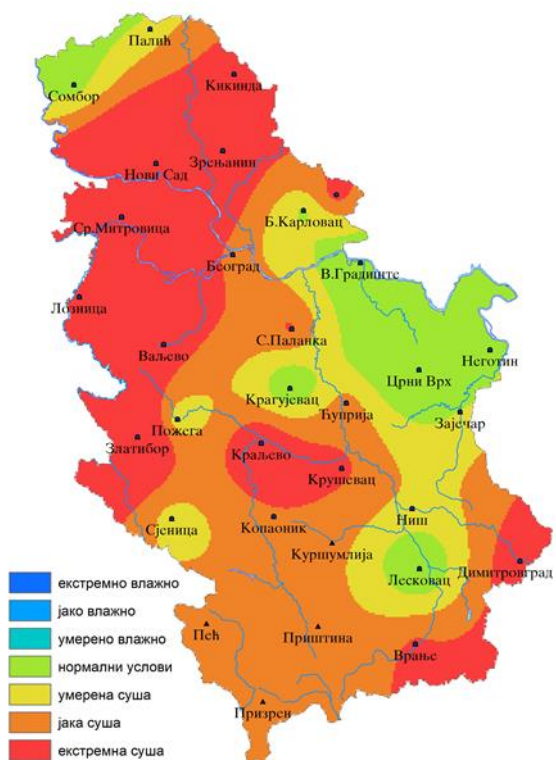 Палић
Кикинда
Сомбор
Зрењанин
Нови Сад
Б.Карловац
Ср.Митровица
Београд
В.Градиште
Лозница
С.Паланка
Ваљево
Неготин
Црни Врх
Крагујевац
Ћуприја
Зајечар
Пожега
Златибор
Краљево
Крушевац
Сјеница
Копаоник
Ниш
Куршумлија
Лесковац
Димитровград
Пећ
Приштина
Врање
Призрен
екстремно влажно
јако влажно
умерено влажно
нормални услови
умерена суша
јака суша
екстремна суша